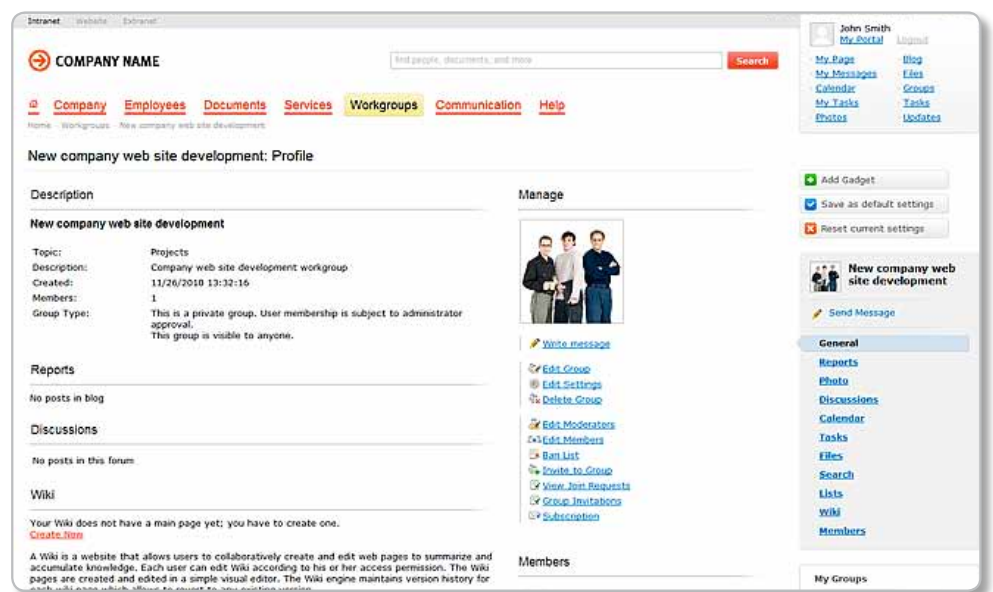 Intranet Website Extranet
COMPANY NAME
find people, documents, and more
Search
Company Employees Documents Services Workgroups Communication Help
Home Workgroups New company web site development
New company web site development: Profile
Description
New company web site development
Topic: Projects
Description: Company web site development workgroup
Created: 11/26/2010 13:32:16
Members: 1
Group Type: This is a private group. User membership is subject to administrator
approval.
This group is visible to anyone.
Reports
No posts in blog
Discussions
No posts in this forum
Wiki
Your Wiki does not have a main page yet; you have to create one.
Create Now
A Wiki is a website that allows users to collaboratively create and edit web pages to summarize and
accumulate knowledge. Each user can edit Wiki according to his or her access permission. The Wiki
pages are created and edited in a simple visual editor. The Wiki engine maintains version history for
each wiki page which allows to revert to any existing version.
Manage
Write message
Edit Group
Edit Settings
Delete Group
Edit Moderators
Edit Members
Ban List
Invite to Group
View Join Requests
Group Invitations
Subscription
Members
John Smith
My Portal Logout
My Page Blog
My Messages Files
Calendar Groups
My Tasks Tasks
Photos Updates
Add Gadget
Save as default settings
Reset current settings
New company web
site development
Send Message
General
Reports
Photo
Discussions
Calendar
Tasks
Files
Search
Lists
Wiki
Members
My Groups